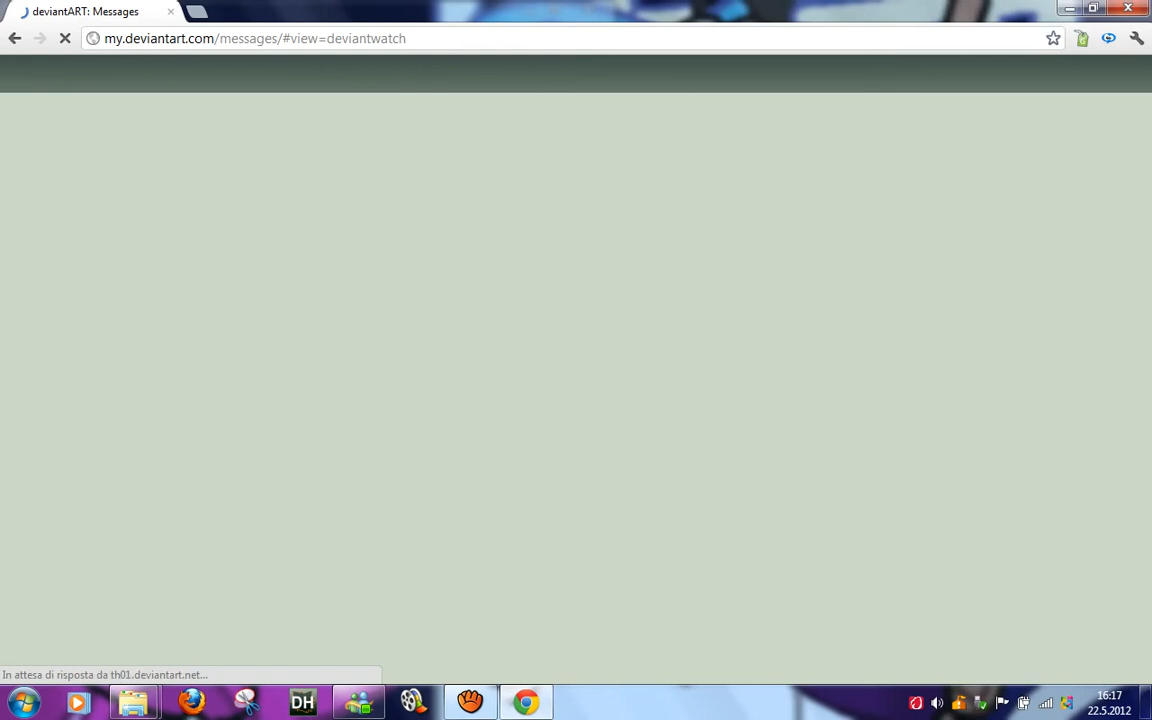 deviantART: Messages
my.deviantart.com/messages/#view=deviantwatch
In attesa di risposta da th01.deviantart.net...
DH
16:17
22.5.2012